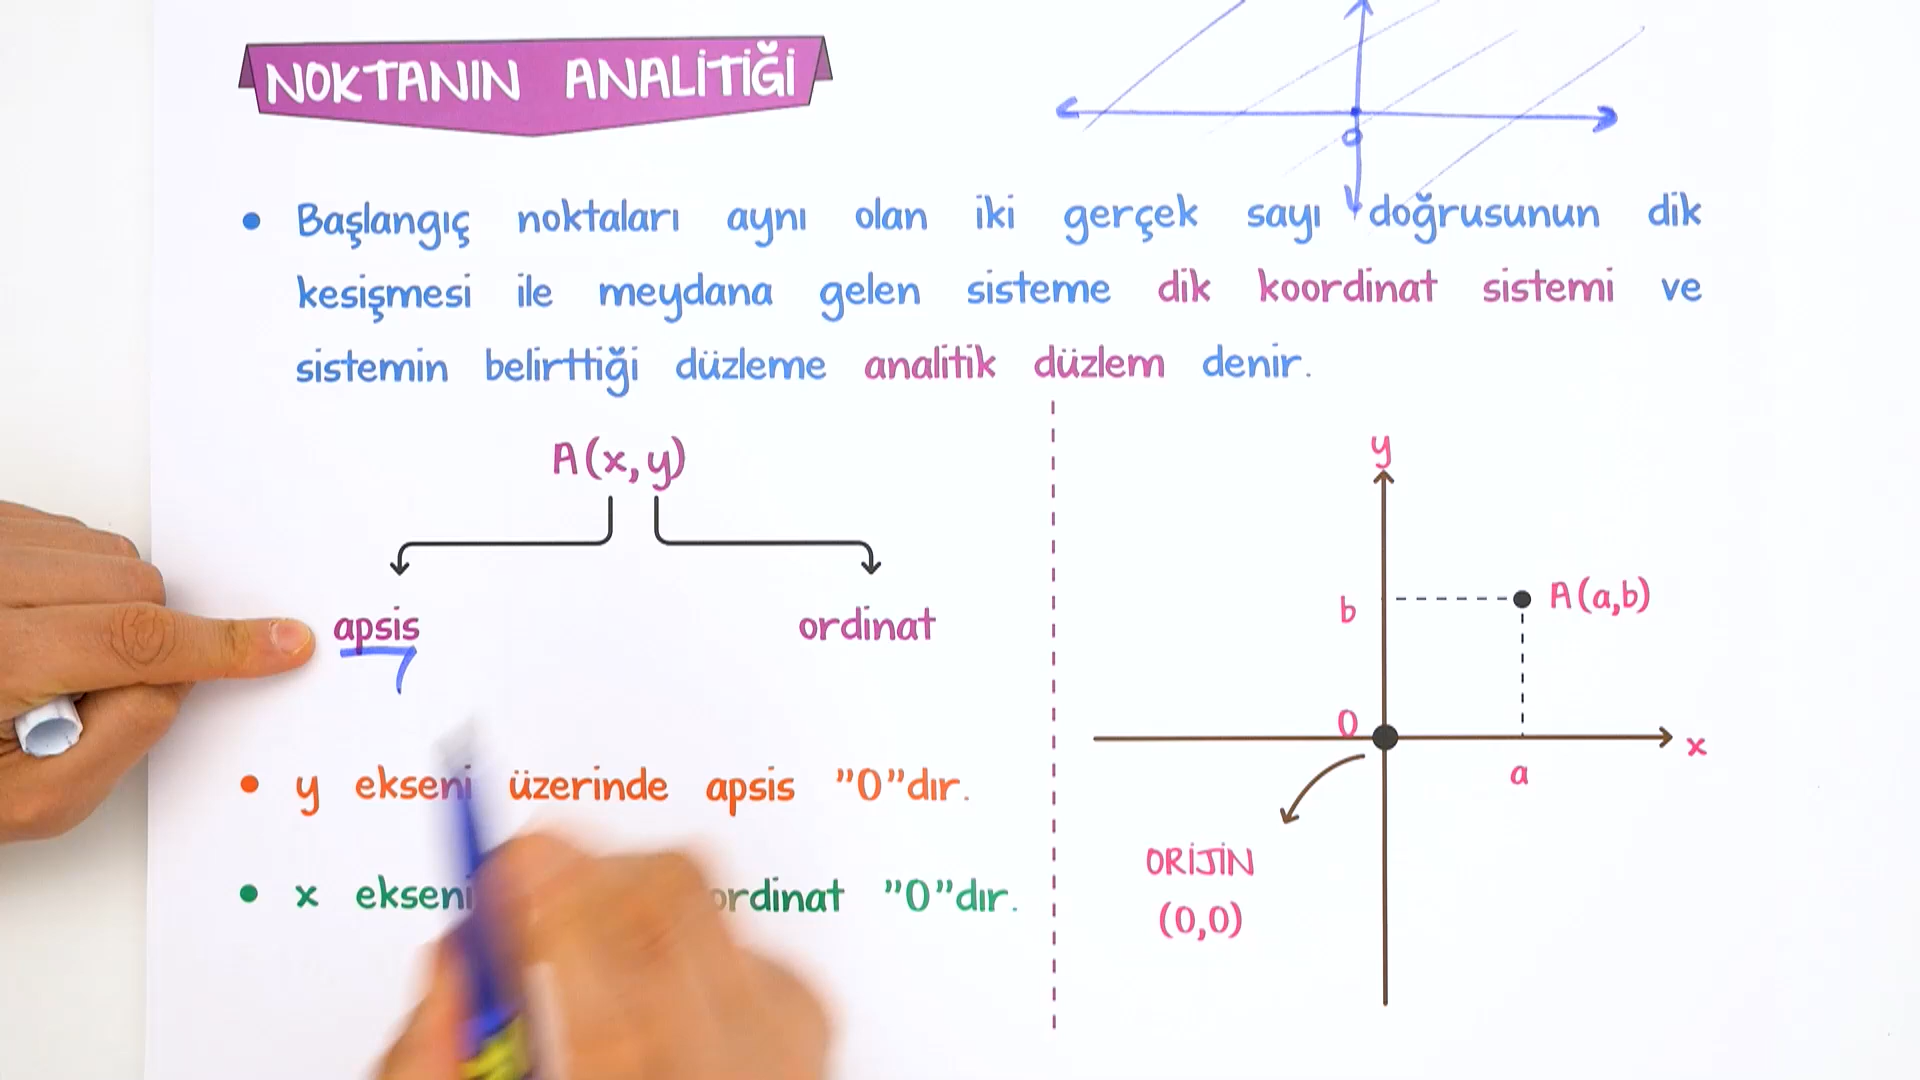 NOKTANIN ANALİTİĞİ
0
• Başlangıç noktaları aynı olan iki gerçek sayı doğrusunun dik
kesişmesi ile meydana gelen sisteme dik koordinat sistemi ve
sistemin belirttiği düzleme analitik düzlem denir.
A(x,y)
apsis
ordinat
• y ekseni üzerinde apsis "0"dır.
• x ekseni ordinat "0"dır.
y
b
A(a,b)
0
x
a
ORİJİN
(0,0)